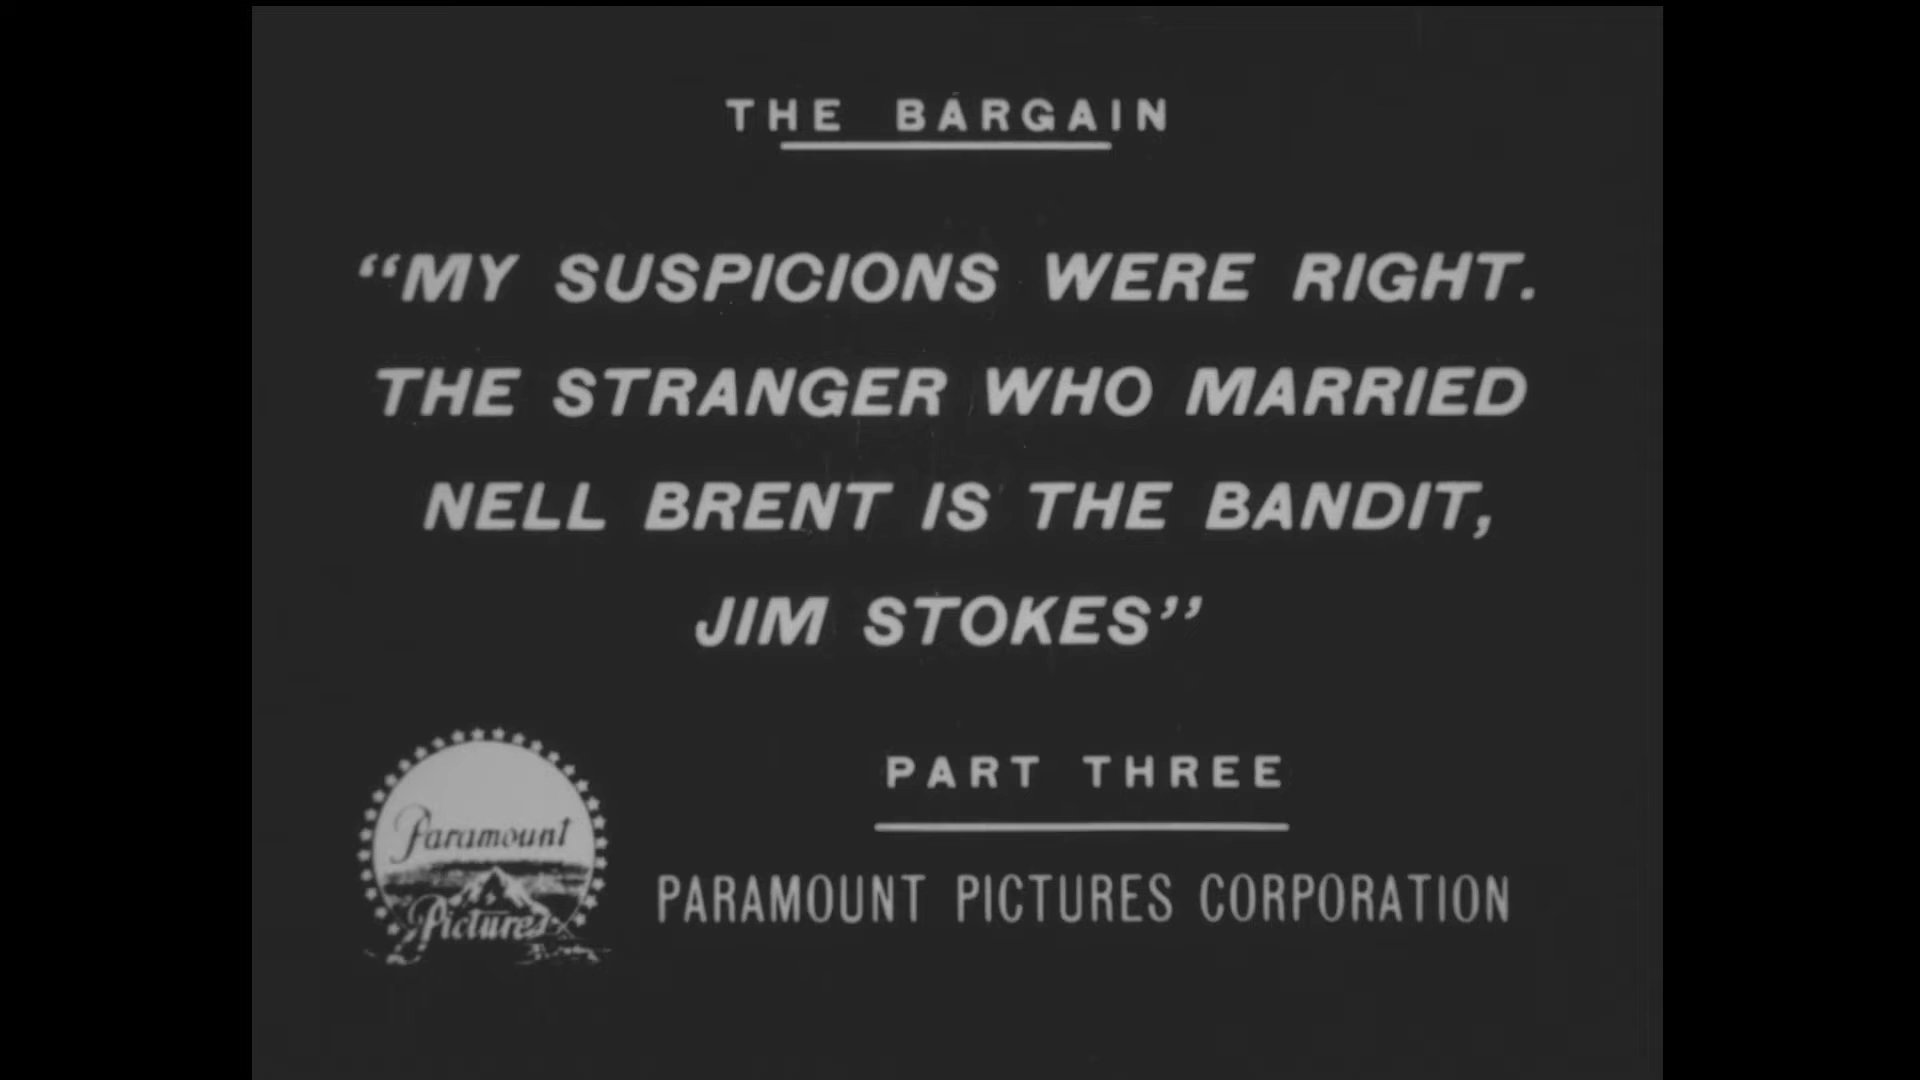 THE BARGAIN
“MY SUSPICIONS WERE RIGHT.
THE STRANGER WHO MARRIED
NELL BRENT IS THE BANDIT,
JIM STOKES”
PART THREE
Paramount
Pictures
PARAMOUNT PICTURES CORPORATION